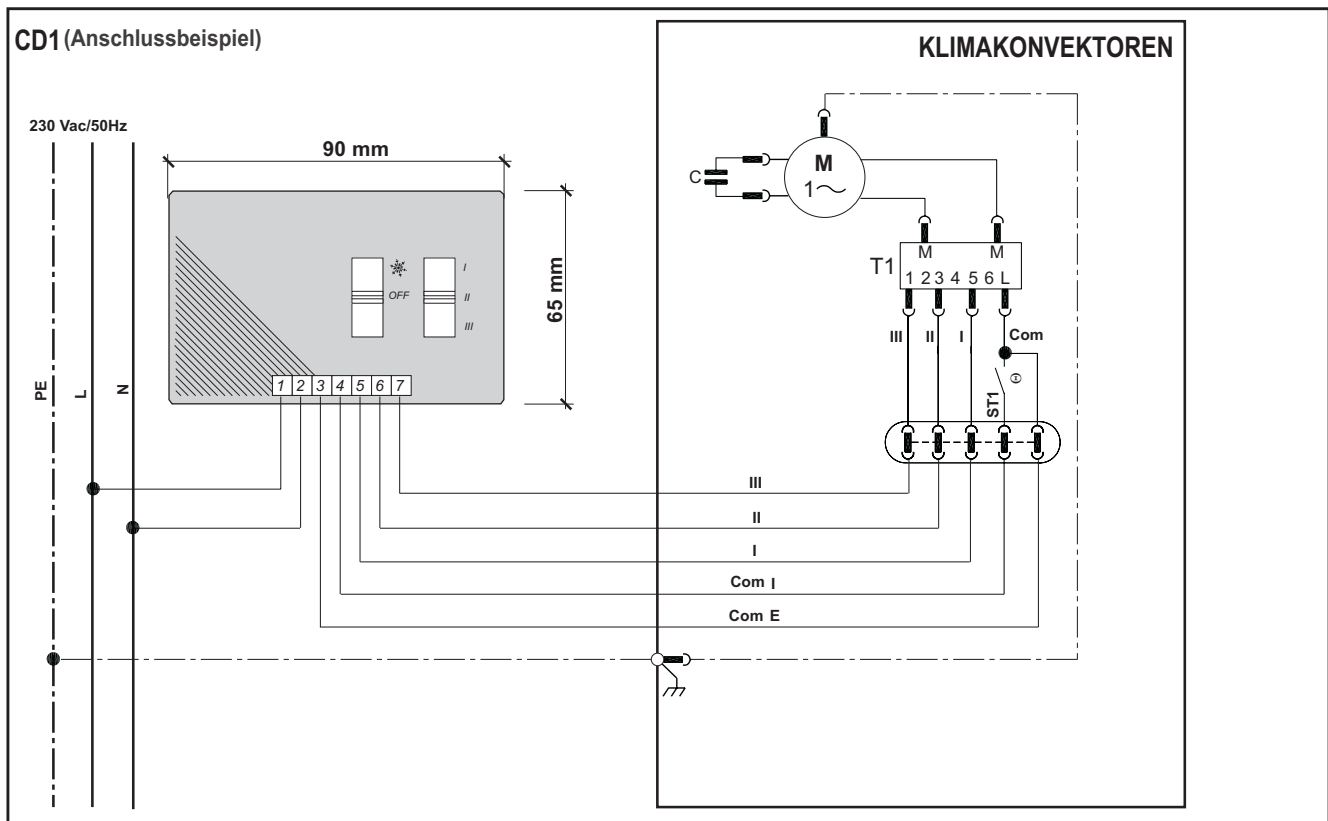 CD1 (Anschlussbeispiel)
KLIMAKONVEKTOREN
230 Vac/50Hz
90 mm
65 mm
I
OFF
II
III
1 2 3 4 5 6 7
PE
L
N
C
M
1～
M M
T1
1 2 3 4 5 6 L
III II I Com
Θ
ST1
III
II
I
Com I
Com E